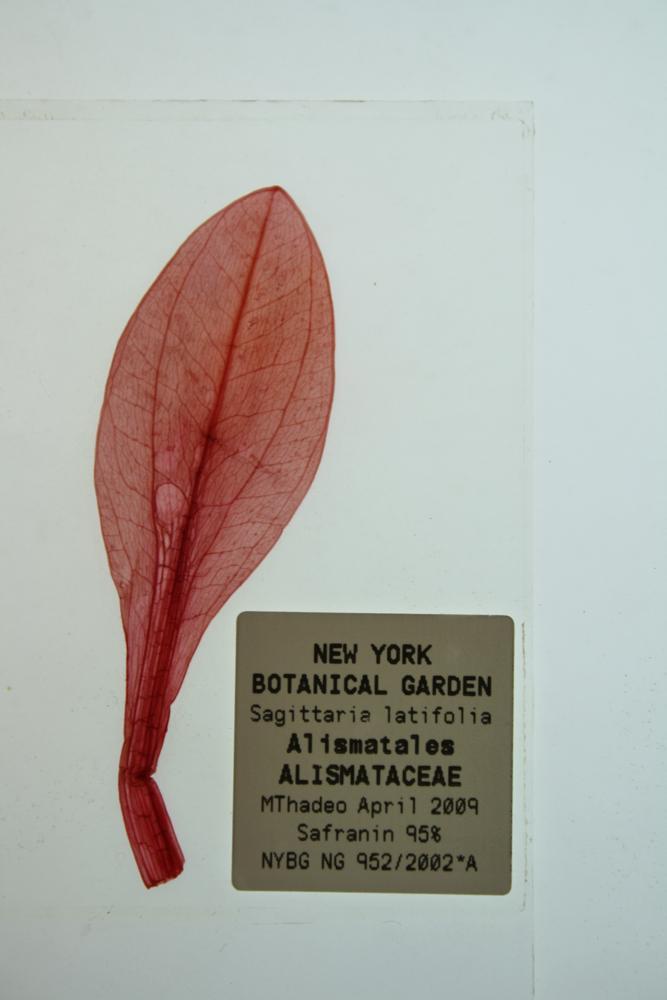 NEW YORK
BOTANICAL GARDEN
Sagittaria latifolia
Alismatales
ALISMATACEAE
MThadeo April 2009
Safranin 95%
NYBG NG 952/2002*A